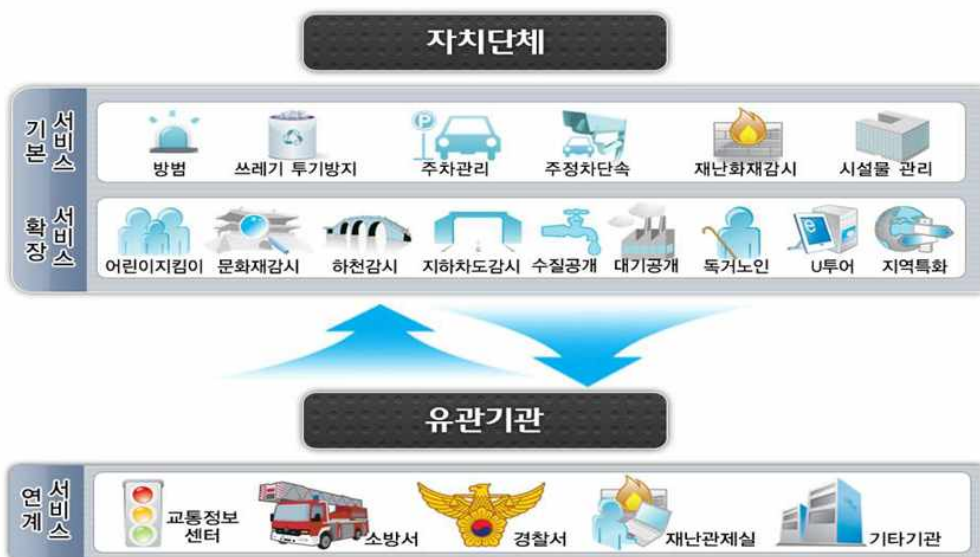 자치단체
기본 서비스
방범
쓰레기 투기방지
P
주차관리
주정차단속
재난화재감시
시설물 관리
확장 서비스
어린이지킴이
문화재감시
하천감시
지하차도감시
수질공개
대기공개
독거노인
U투어
지역특화
유관기관
연계 서비스
교통정보
센터
소방서
경찰서
재난관제실
기타기관